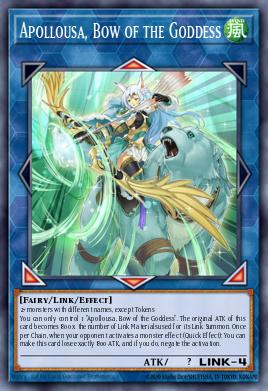 Apollousa, Bow of the Goddess
WIND
風
[Fairy/Link/Effect]
2+ monsters with different names, except Tokens
You can only control 1 "Apollousa, Bow of the Goddess". The original ATK of this
card becomes 800 x the number of Link Materials used for its Link Summon. Once
per Chain, when your opponent activates a monster effect (Quick Effect): You can
make this card lose exactly 800 ATK, and if you do, negate the activation.
ATK/ ? LINK-4